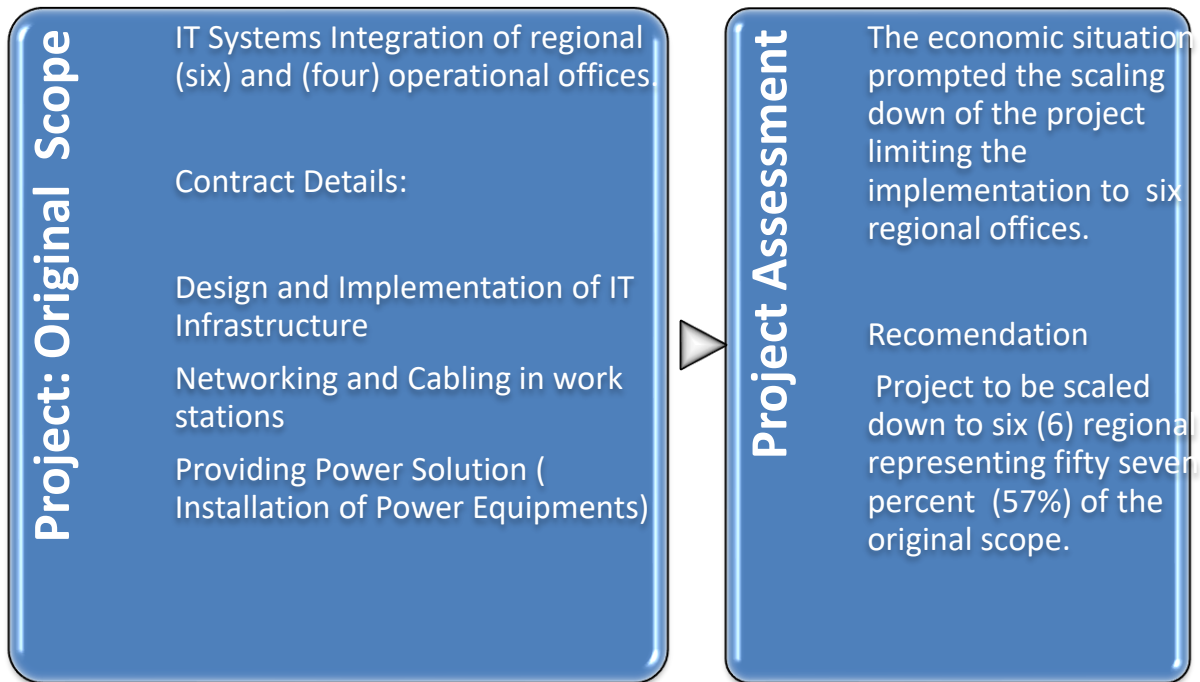 Project: Original Scope
IT Systems Integration of regional
(six) and (four) operational offices.
Contract Details:
Design and Implementation of IT
Infrastructure
Networking and Cabling in work
stations
Providing Power Solution (
Installation of Power Equipments)
Project Assessment
The economic situation
prompted the scaling
down of the project
limiting the
implementation to six
regional offices.
Recomendation
Project to be scaled
down to six (6) regional
representing fifty seven
percent (57%) of the
original scope.